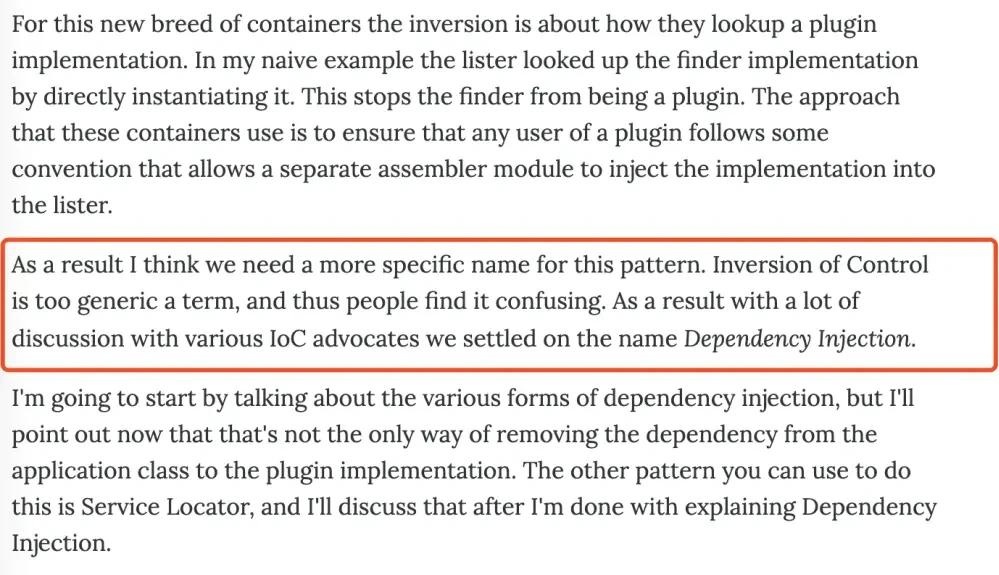 For this new breed of containers the inversion is about how they lookup a plugin
implementation. In my naive example the lister looked up the finder implementation
by directly instantiating it. This stops the finder from being a plugin. The approach
that these containers use is to ensure that any user of a plugin follows some
convention that allows a separate assembler module to inject the implementation into
the lister.
As a result I think we need a more specific name for this pattern. Inversion of Control
is too generic a term, and thus people find it confusing. As a result with a lot of
discussion with various IoC advocates we settled on the name Dependency Injection.
I'm going to start by talking about the various forms of dependency injection, but I'll
point out now that that's not the only way of removing the dependency from the
application class to the plugin implementation. The other pattern you can use to do
this is Service Locator, and I'll discuss that after I'm done with explaining Dependency
Injection.